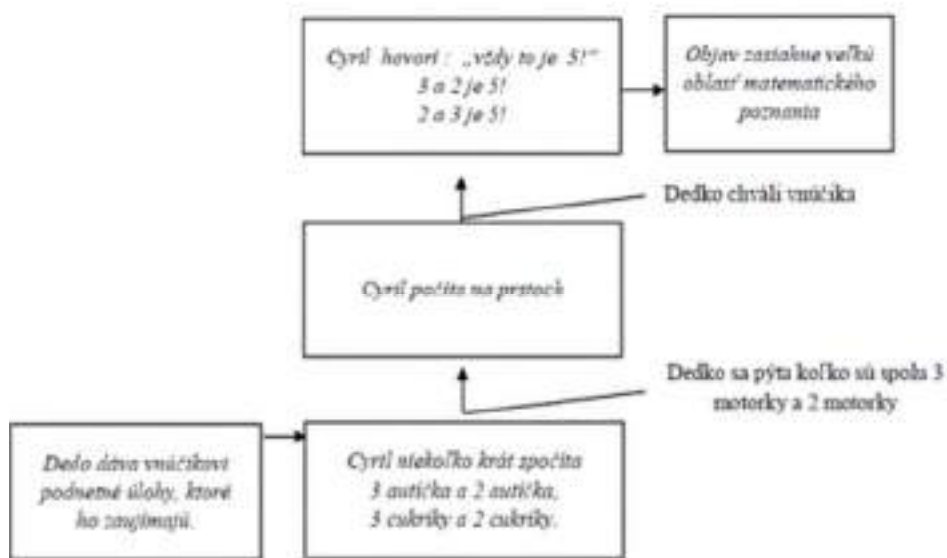 Cyril hovorí : „vždy to je 5!"
3 a 2 je 5!
2 a 3 je 5!
Objav zasiahne veľkú
oblasť matematického
poznania
Dedko chváli vnúčika
Cyril počíta na prstoch
Dedko sa pýta koľko sú spolu 3
motorky a 2 motorky
Dedo dáva vnúčikovi
podnetné úlohy, ktoré
ho zaujímajú.
Cyril niekoľko krát spočíta
3 autíčka a 2 autíčka,
3 cukríky a 2 cukríky.